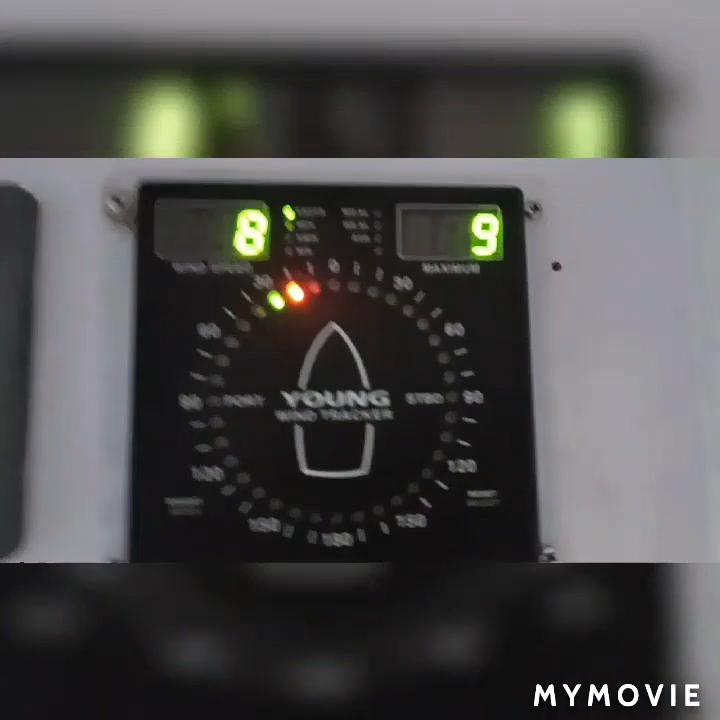 8
9
WIND SPEED
MAXIMUM
0
30
30
60
60
90
PORT
YOUNG
STBD
90
WIND TRACKER
120
120
150
150
180
MYMOVIE